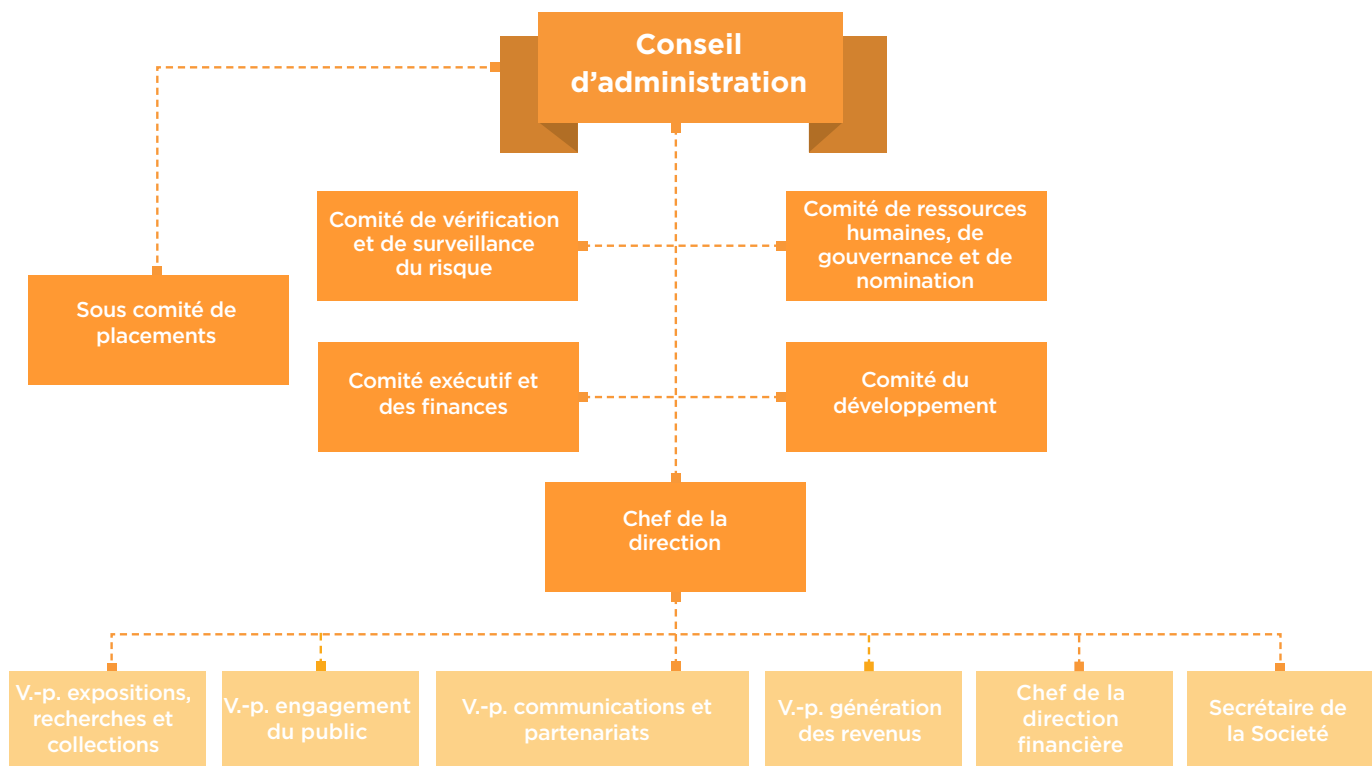 Conseil
d’administration
Comité de vérification
et de surveillance
du risque
Comité de ressources
humaines, de
gouvernance et de
nomination
Sous comité de
placements
Comité exécutif et
des finances
Comité du
développement
Chef de la
direction
V.-p. expositions,
recherches et
collections
V.-p. engagement
du public
V.-p. communications et
partenariats
V.-p. génération
des revenus
Chef de la
direction
financière
Secrétaire de
la Societé